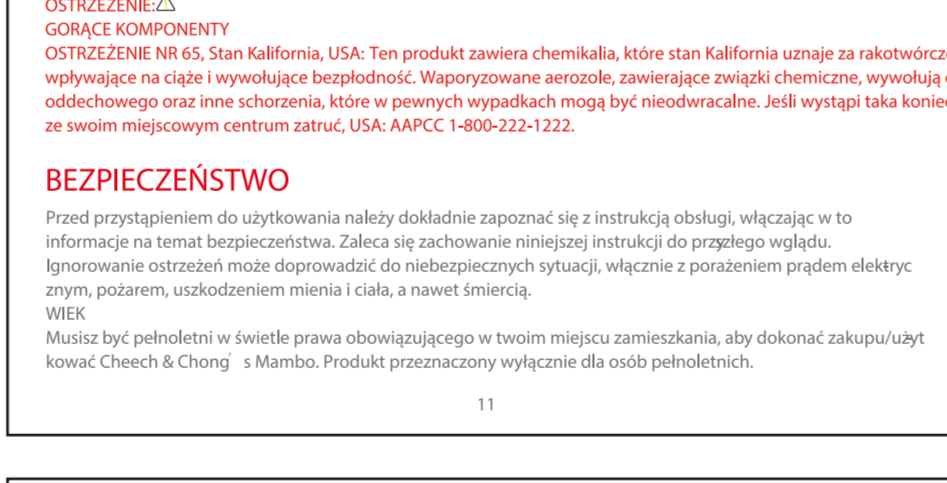 OSTRZEŻENIE:⚠
GORĄCE KOMPONENTY
OSTRZEŻENIE NR 65, Stan Kalifornia, USA: Ten produkt zawiera chemikalia, które stan Kalifornia uznaje za
wpływające na ciąże i wywołujące bezpłodność. Waporyzowane aerozole, zawierające związki chemiczne, wywołują
oddechowego oraz inne schorzenia, które w pewnych wypadkach mogą być nieodwracalne. Jeśli wystąpi taka
ze swoim miejscowym centrum zatruć, USA: AAPCC 1-800-222-1222.
BEZPIECZEŃSTWO
Przed przystąpieniem do użytkowania należy dokładnie zapoznać się z instrukcją obsługi, włączając w to
informacje na temat bezpieczeństwa. Zaleca się zachowanie niniejszej instrukcji do przyszłego wglądu.
Ignorowanie ostrzeżeń może doprowadzić do niebezpiecznych sytuacji, włącznie z porażeniem prądem elektryc
znym, pożarem, uszkodzeniem mienia i ciała, a nawet śmiercią.
WIEK
Musisz być pełnoletni w świetle prawa obowiązującego w twoim miejscu zamieszkania, aby dokonać zakupu/użyt
kować Cheech & Chong´ s Mambo. Produkt przeznaczony wyłącznie dla osób pełnoletnich.
11